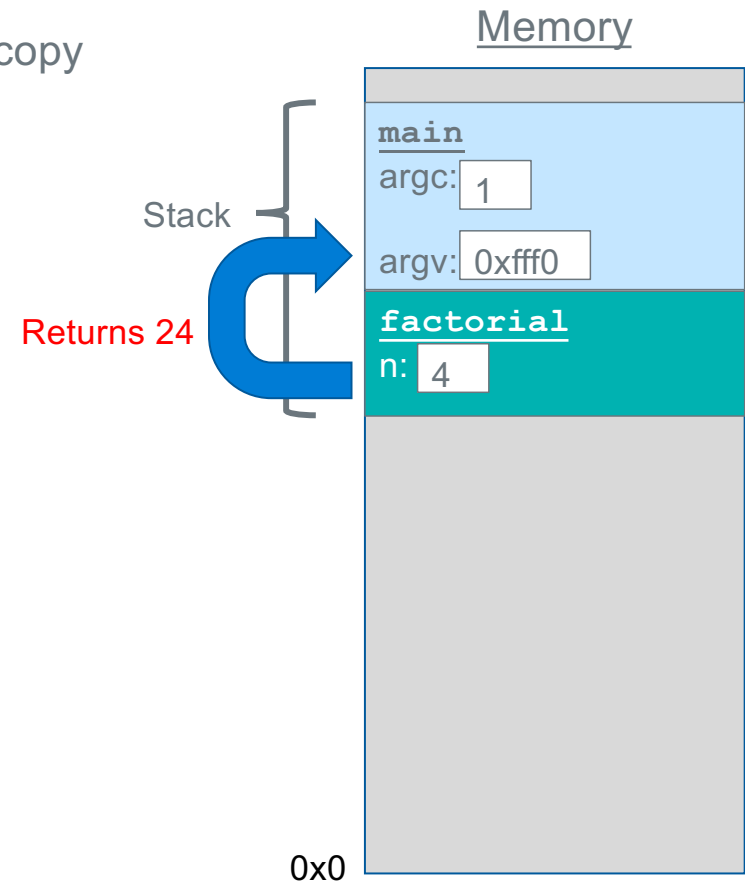 copy
Memory
main
argc: 1
Stack
argv: 0xfff0
Returns 24
factorial
n: 4
0x0